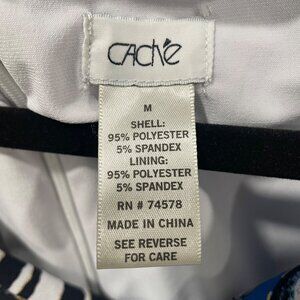 CACHÉ
M
SHELL:
95% POLYESTER
5% SPANDEX
LINING:
95% POLYESTER
5% SPANDEX
RN # 74578
MADE IN CHINA
SEE REVERSE
FOR CARE